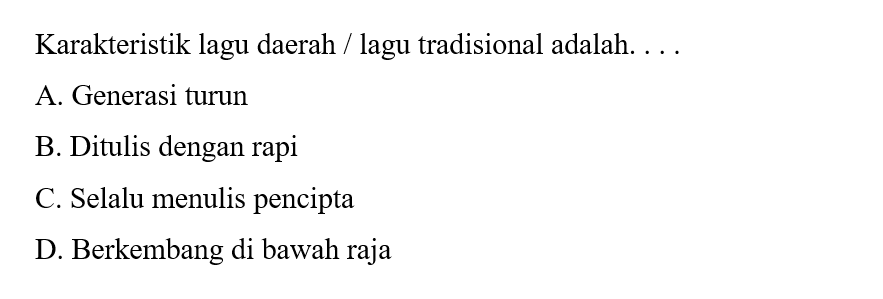 Karakteristik lagu daerah / lagu tradisional adalah. . . .
A. Generasi turun
B. Ditulis dengan rapi
C. Selalu menulis pencipta
D. Berkembang di bawah raja